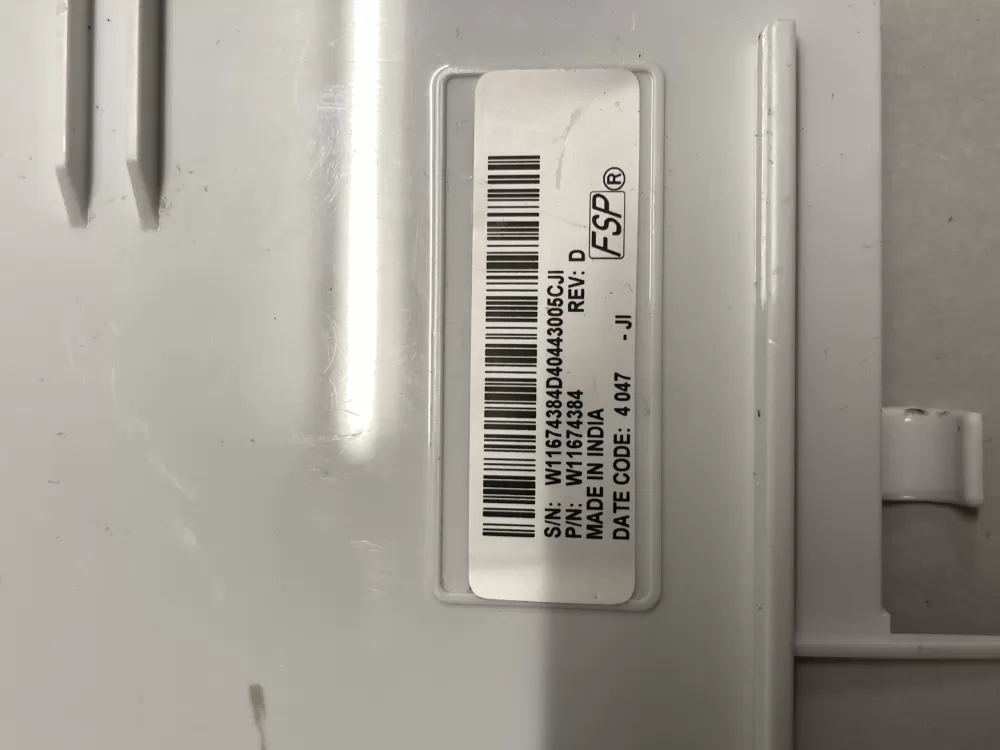 S/N: W11674384D40443005CJI
P/N: W11674384 REV: D
MADE IN INDIA
DATE CODE: 4 047 - JI
FSP®